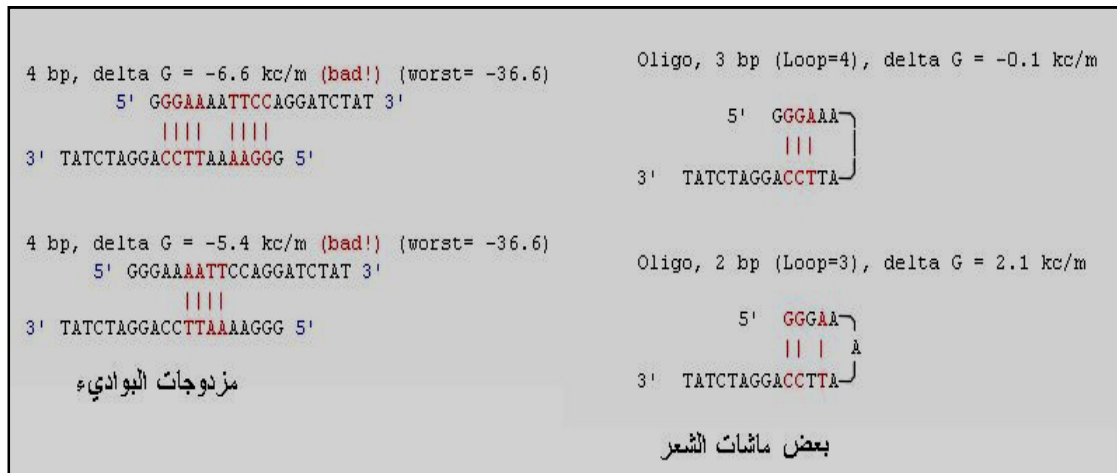 4 bp, delta G = -6.6 kc/m (bad!) (worst= -36.6)
5' GGGAAAATTCCAGGATCTAT 3'
3' TATCTAGGACCTTAAAAGGG 5'
4 bp, delta G = -5.4 kc/m (bad!) (worst= -36.6)
5' GGGAAAATTCCAGGATCTAT 3'
3' TATCTAGGACCTTAAAAGGG 5'
مزدوجات البواديء
Oligo, 3 bp (Loop=4), delta G = -0.1 kc/m
5' GGGAAA
3' TATCTAGGACCTTA
Oligo, 2 bp (Loop=3), delta G = 2.1 kc/m
5' GGGAA
A
3' TATCTAGGACCTTA
بعض ماشات الشعر